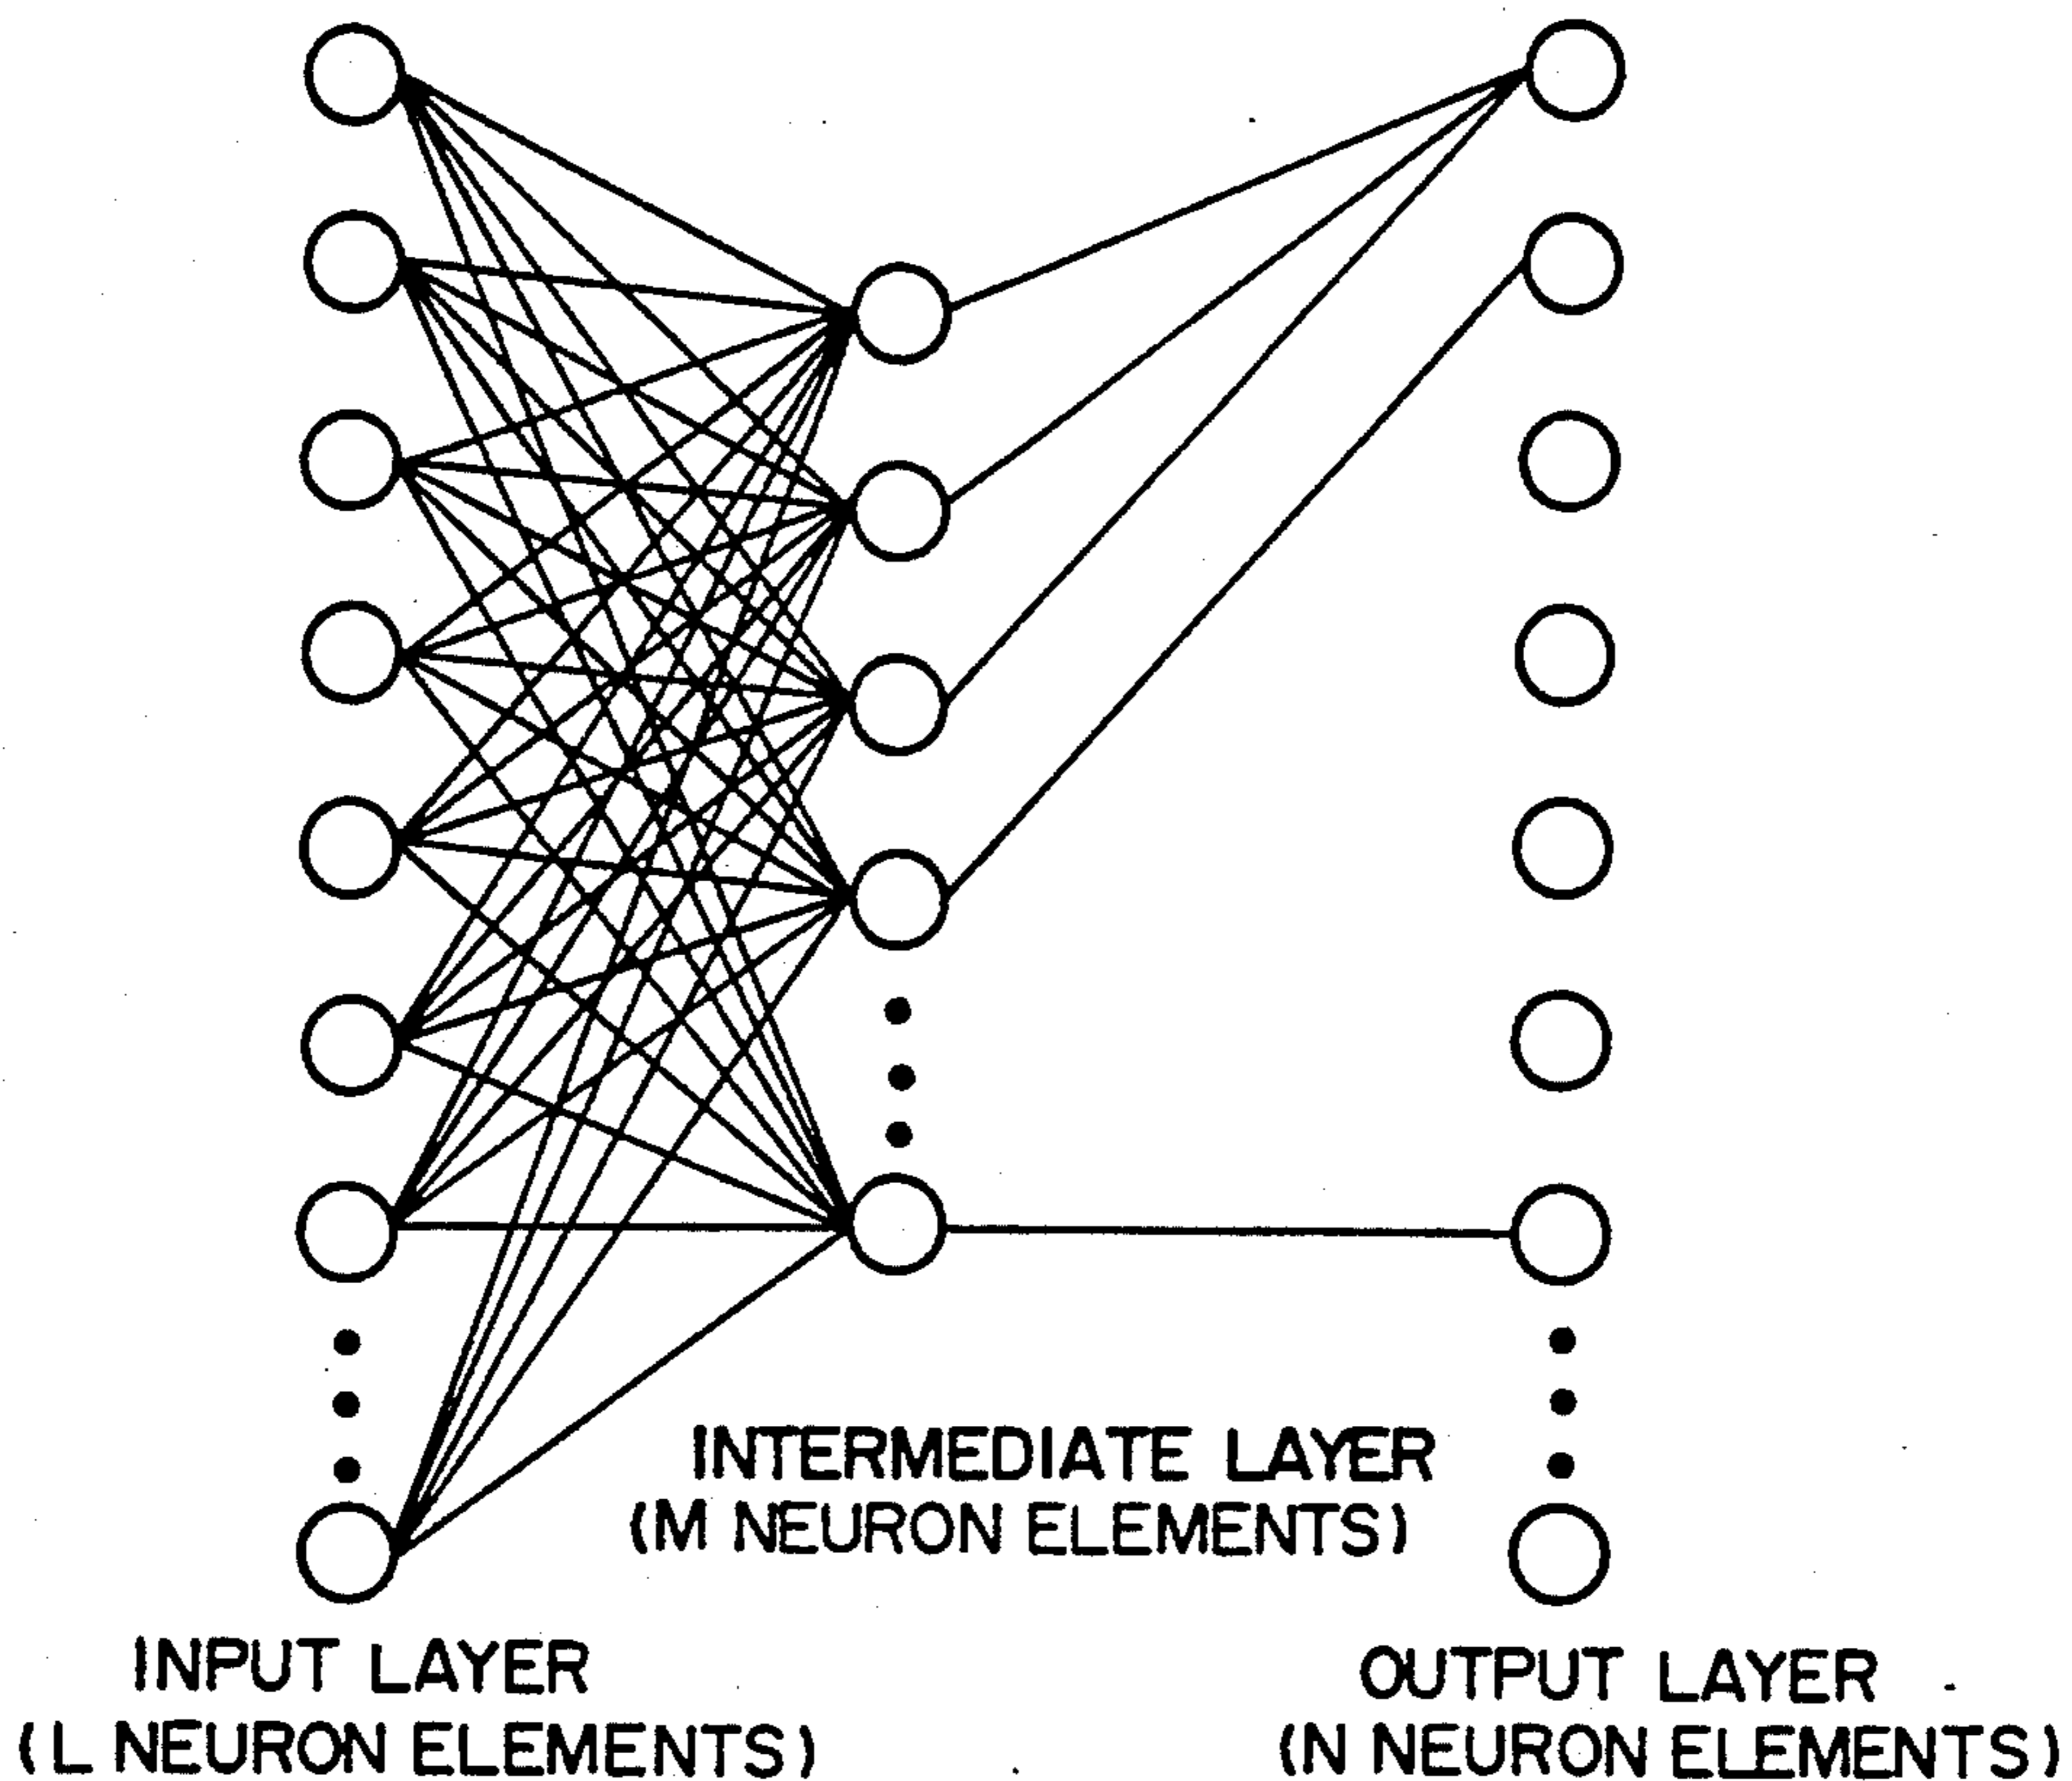 INTERMEDIATE LAYER
(M NEURON ELEMENTS)
INPUT LAYER
(L NEURON ELEMENTS)
OUTPUT LAYER
(N NEURON ELEMENTS)